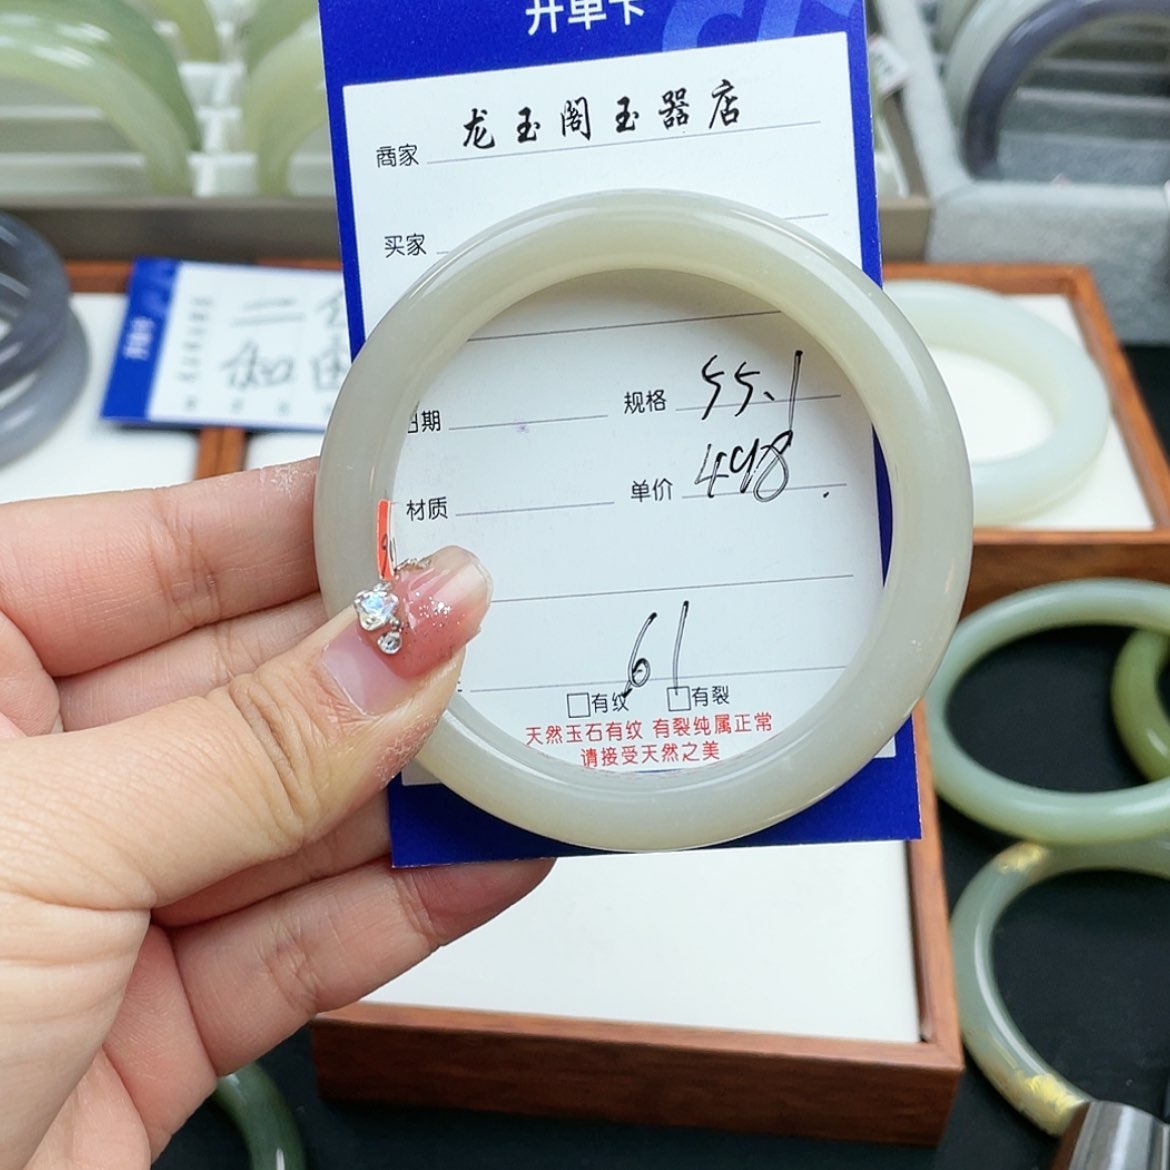 开单卡
商家 龙玉阁玉器店
买家
日期
规格 55.1
材质
单价 498.
61
□有纹 □有裂
天然玉石有纹 有裂纯属正常
请接受天然之美
二